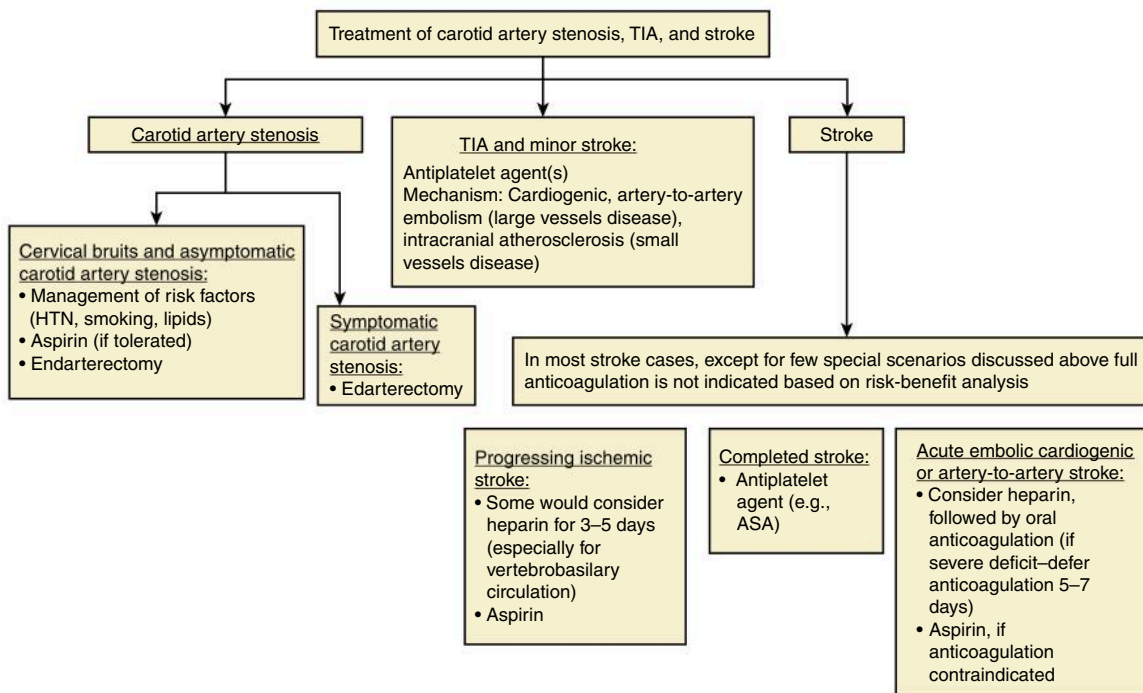 Treatment of carotid artery stenosis, TIA, and stroke
Carotid artery stenosis
TIA and minor stroke:
Antiplatelet agent(s)
Mechanism: Cardiogenic, artery-to-artery
embolism (large vessels disease),
intracranial atherosclerosis (small
vessels disease)
Stroke
Cervical bruits and asymptomatic
carotid artery stenosis:
• Management of risk factors
(HTN, smoking, lipids)
• Aspirin (if tolerated)
• Endarterectomy
Symptomatic
carotid artery
stenosis:
• Edarterectomy
In most stroke cases, except for few special scenarios discussed above full
anticoagulation is not indicated based on risk-benefit analysis
Progressing ischemic
stroke:
• Some would consider
heparin for 3–5 days
(especially for
vertebrobasilary
circulation)
• Aspirin
Completed stroke:
• Antiplatelet
agent (e.g.,
ASA)
Acute embolic cardiogenic
or artery-to-artery stroke:
• Consider heparin,
followed by oral
anticoagulation (if
severe deficit–defer
anticoagulation 5–7
days)
• Aspirin, if
anticoagulation
contraindicated